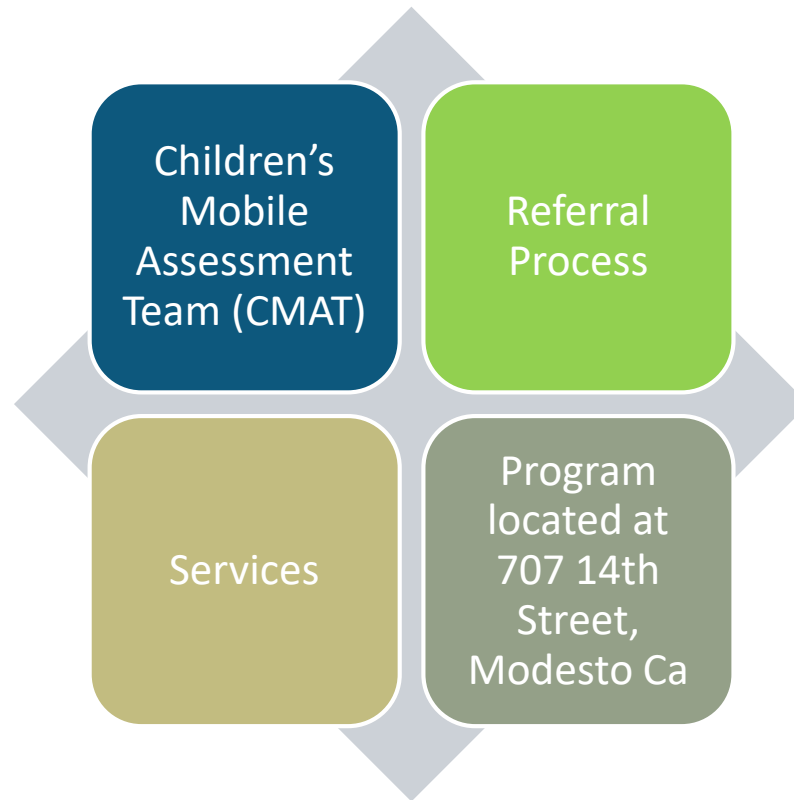 Children’s
Mobile
Assessment
Team (CMAT)
Referral
Process
Services
Program
located at
707 14th
Street,
Modesto Ca